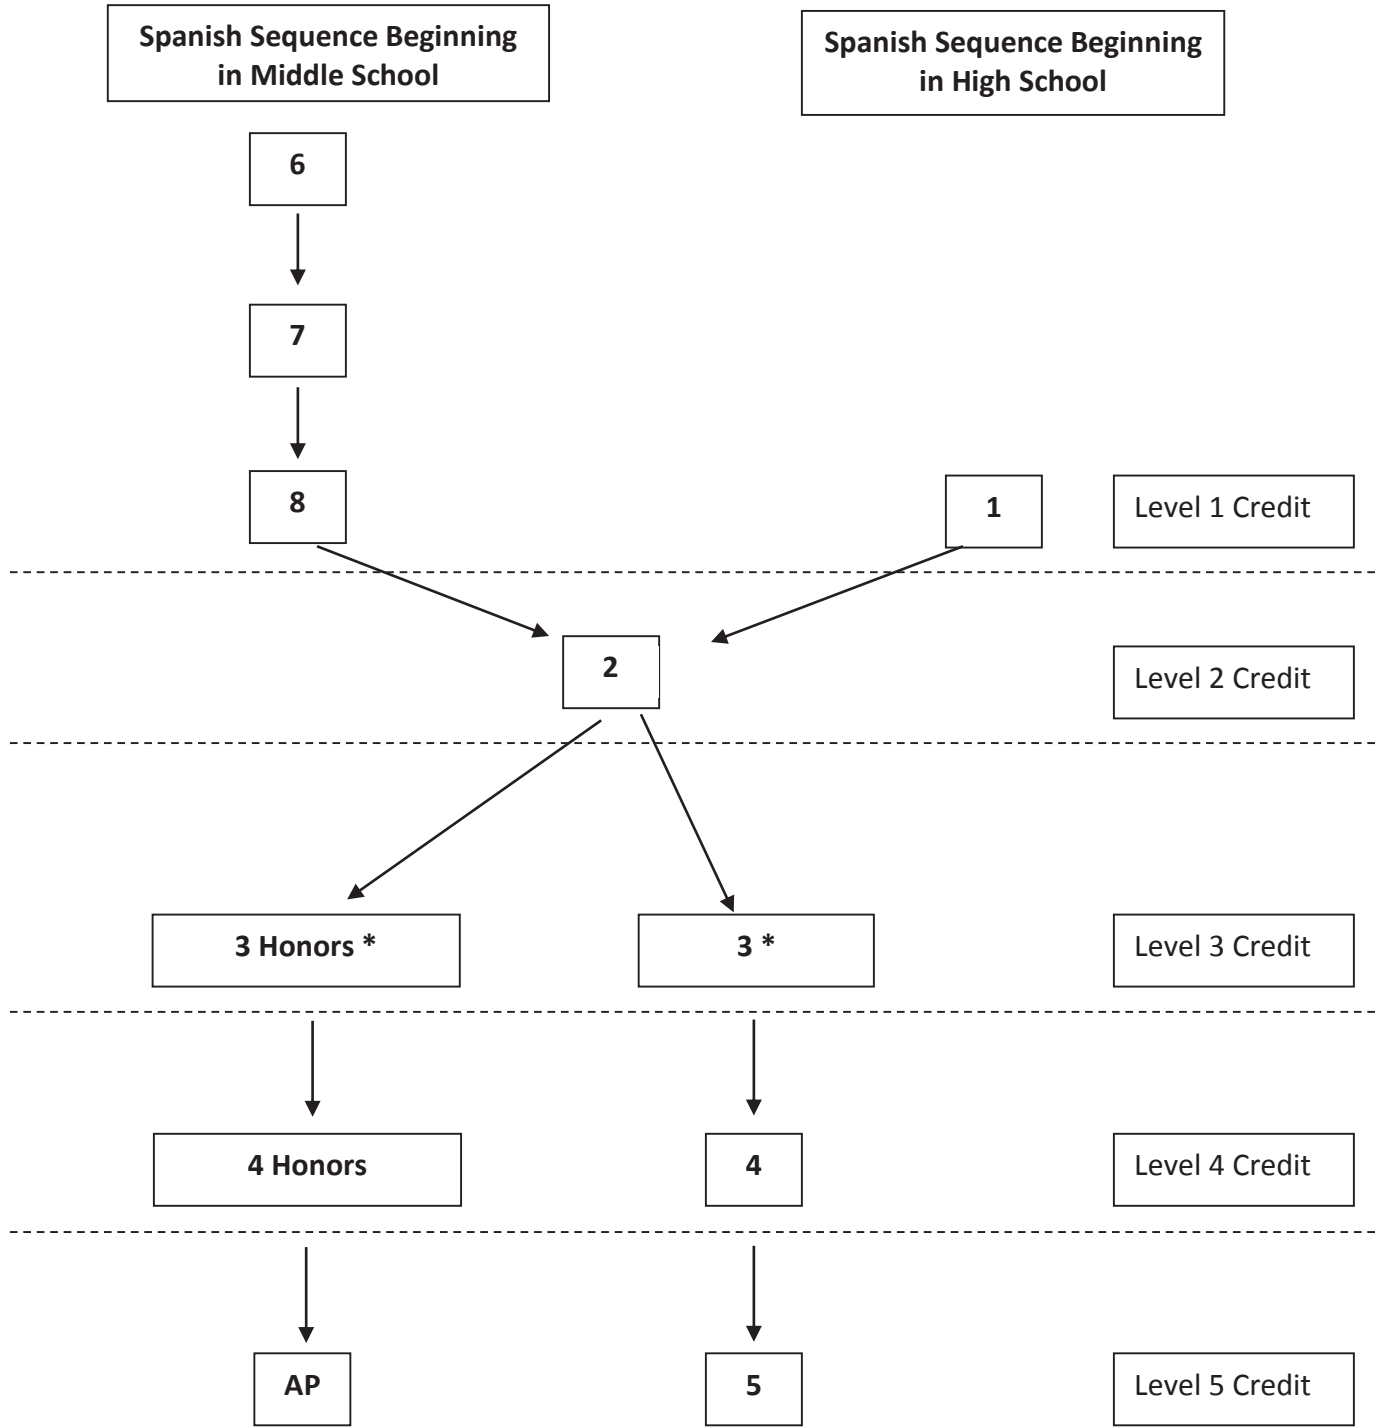 Spanish Sequence Beginning
in Middle School
Spanish Sequence Beginning
in High School
6
7
8
1
Level 1 Credit
2
Level 2 Credit
3 Honors *
3 *
Level 3 Credit
4 Honors
4
Level 4 Credit
AP
5
Level 5 Credit